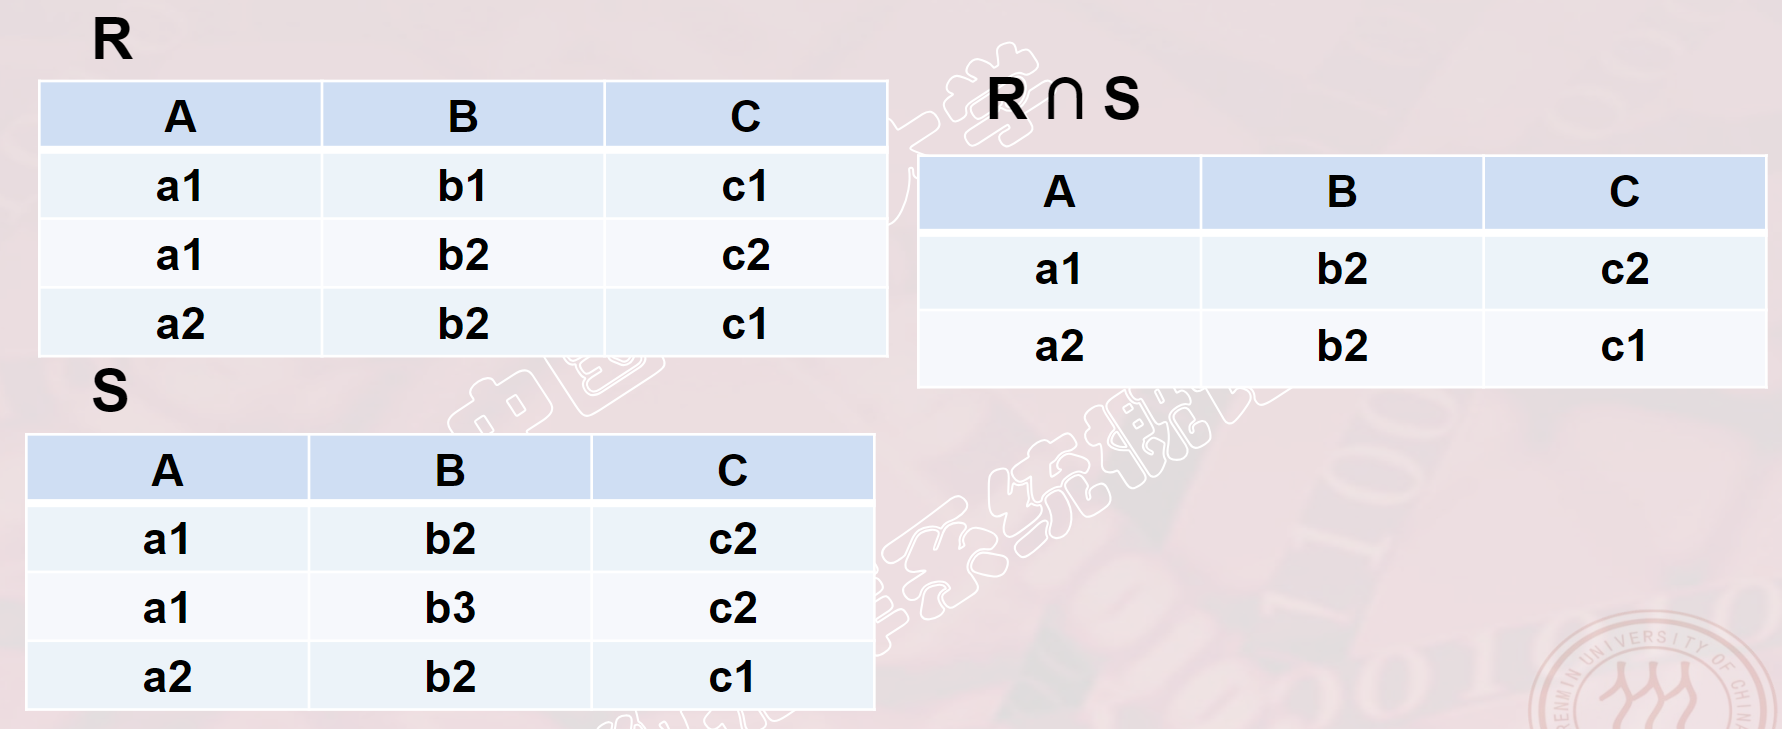 R
A B C
a1 b1 c1
a1 b2 c2
a2 b2 c1
S
A B C
a1 b2 c2
a1 b3 c2
a2 b2 c1
R ∩ S
A B C
a1 b2 c2
a2 b2 c1
中国
学
系统概
RENMIN UNIVERSITY OF CHINA